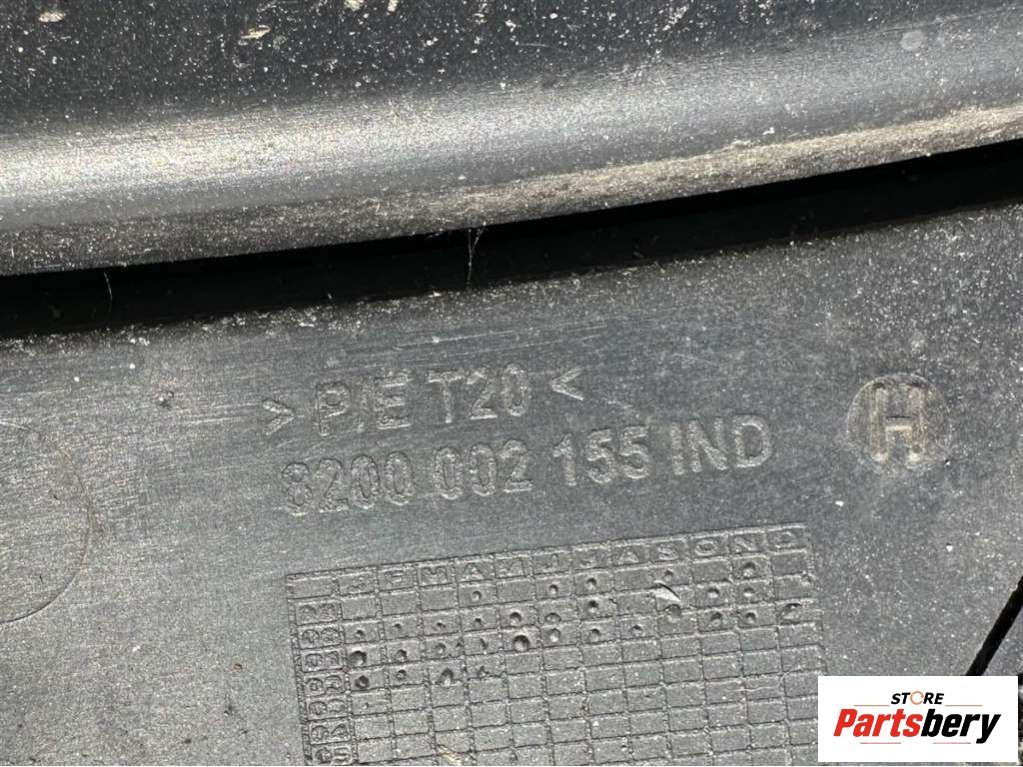 > P/E T20 <
8200 002 155 IND
H
J F M A M J J A S O N D
STORE
Partsbery